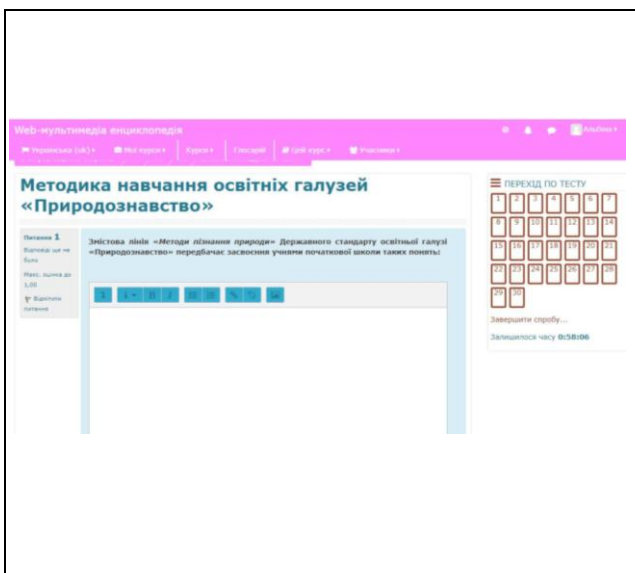 Web-мультимедіа енциклопедія
Альбіна
Українська (uk) Мої курси Курси Глосарій Цей курс Учасники
Методика навчання освітніх галузей
«Природознавство»
Питання 1
Відповіді ще не
було
Макс. оцінка до
1,00
Відмітити
питання
Змістова лінія «Методи пізнання природи» Державного стандарту освітньої галузі
«Природознавство» передбачає засвоєння учнями початкової школи таких понять:
ПЕРЕХІД ПО ТЕСТУ
1 2 3 4 5 6 7
8 9 10 11 12 13 14
15 16 17 18 19 20 21
22 23 24 25 26 27 28
29 30
Завершити спробу...
Залишилося часу 0:58:06